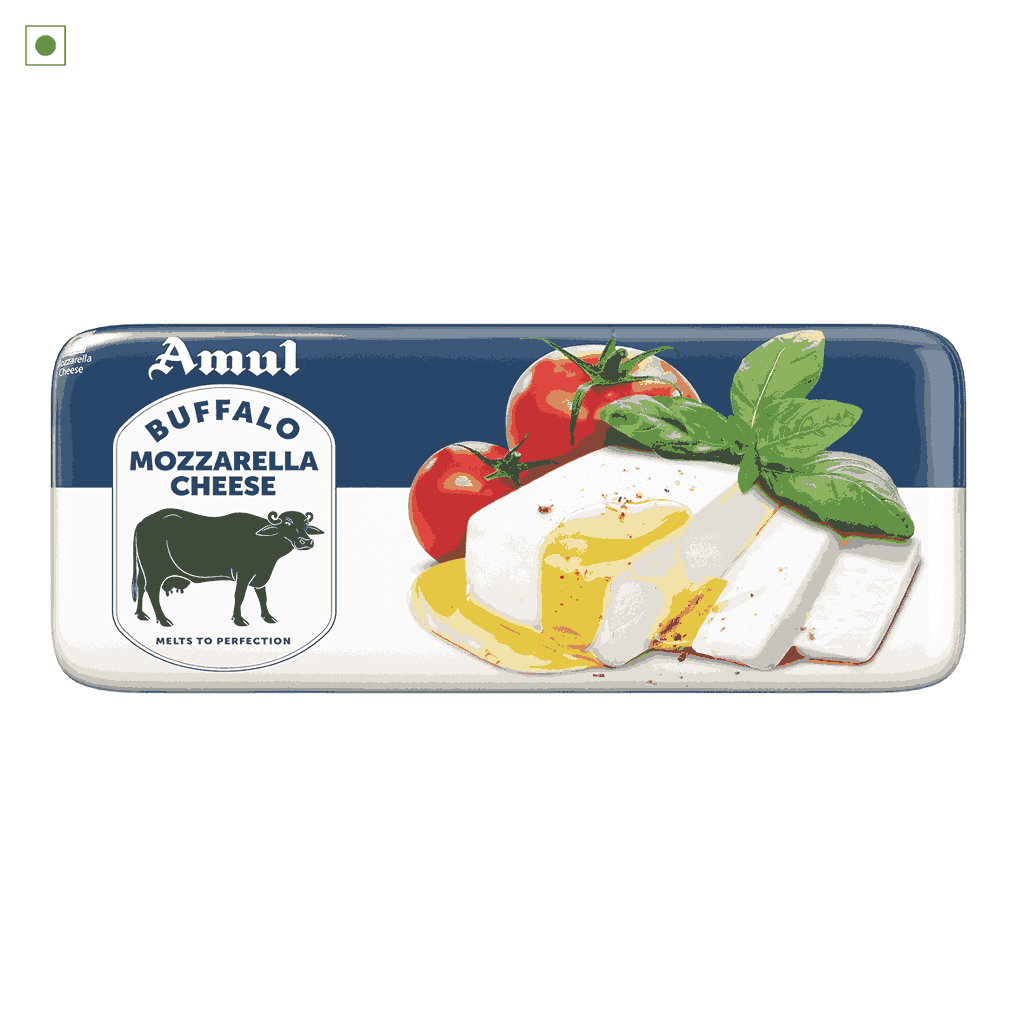 Mozzarella
Cheese
Amul
BUFFALO
MOZZARELLA
CHEESE
MELTS TO PERFECTION